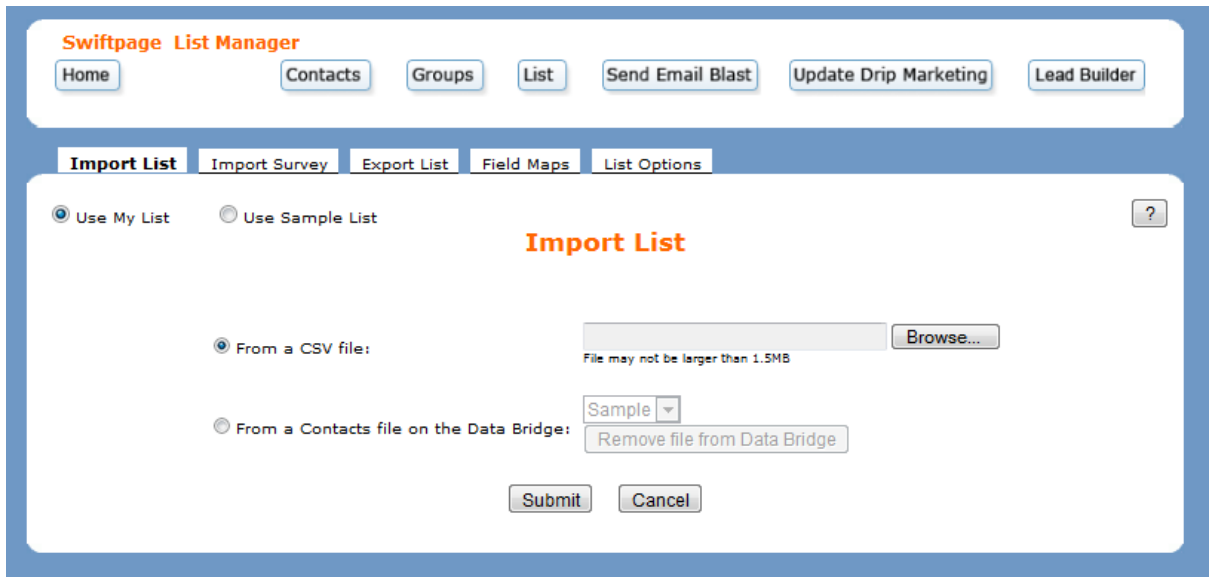 Swiftpage List Manager
Home Contacts Groups List Send Email Blast Update Drip Marketing Lead Builder
Import List Import Survey Export List Field Maps List Options
Use My List Use Sample List ?
Import List
From a CSV file: Browse...
File may not be larger than 1.5MB
Sample
From a Contacts file on the Data Bridge:
Remove file from Data Bridge
Submit Cancel